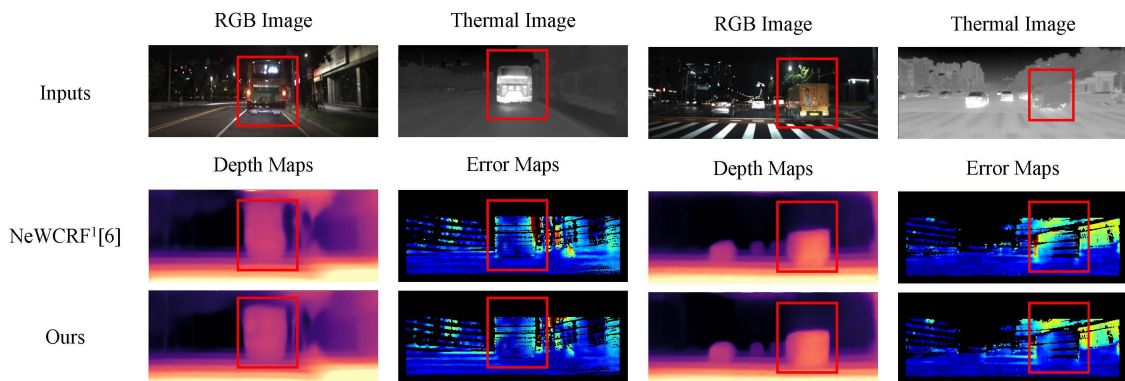 RGB Image Thermal Image RGB Image Thermal Image
Inputs
Depth Maps Error Maps Depth Maps Error Maps
NeWCRF¹[6]
Ours